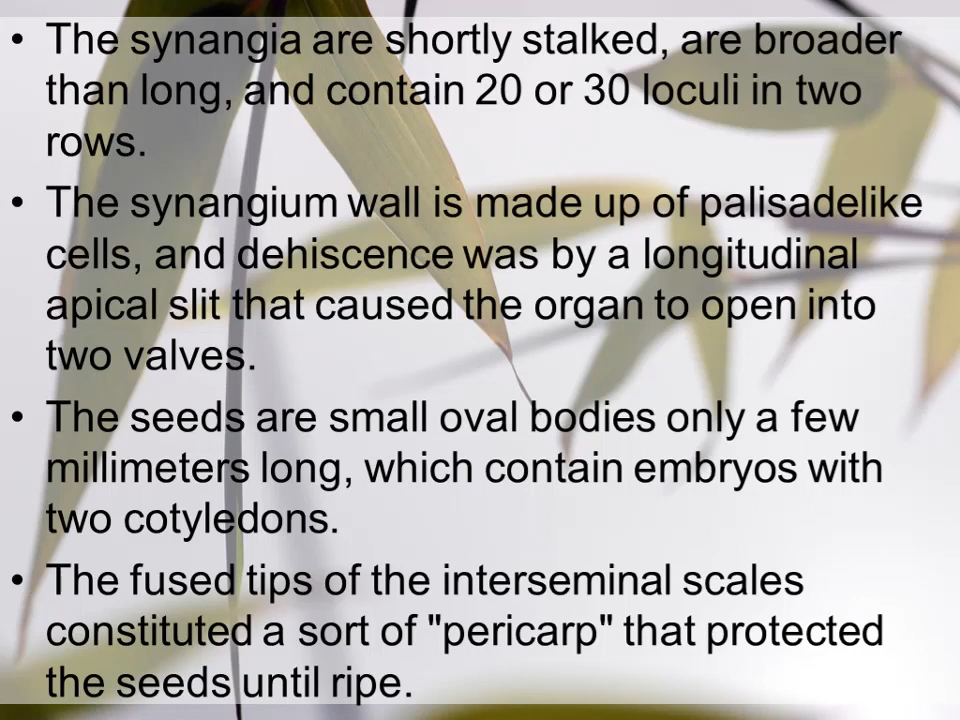 • The synangia are shortly stalked, are broader
than long, and contain 20 or 30 loculi in two
rows.
• The synangium wall is made up of palisadelike
cells, and dehiscence was by a longitudinal
apical slit that caused the organ to open into
two valves.
• The seeds are small oval bodies only a few
millimeters long, which contain embryos with
two cotyledons.
• The fused tips of the interseminal scales
constituted a sort of "pericarp" that protected
the seeds until ripe.